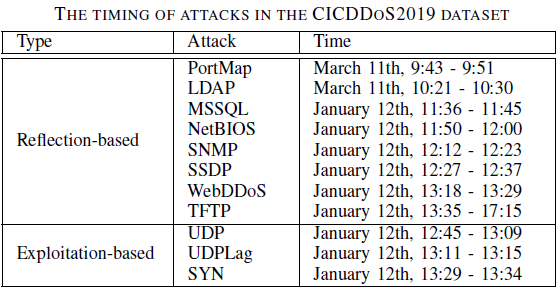 THE TIMING OF ATTACKS IN THE CICDDOS2019 DATASET
Type Attack Time
Reflection-based
PortMap March 11th, 9:43 - 9:51
LDAP March 11th, 10:21 - 10:30
MSSQL January 12th, 11:36 - 11:45
NetBIOS January 12th, 11:50 - 12:00
SNMP January 12th, 12:12 - 12:23
SSDP January 12th, 12:27 - 12:37
WebDDoS January 12th, 13:18 - 13:29
TFTP January 12th, 13:35 - 17:15
Exploitation-based
UDP January 12th, 12:45 - 13:09
UDPLag January 12th, 13:11 - 13:15
SYN January 12th, 13:29 - 13:34